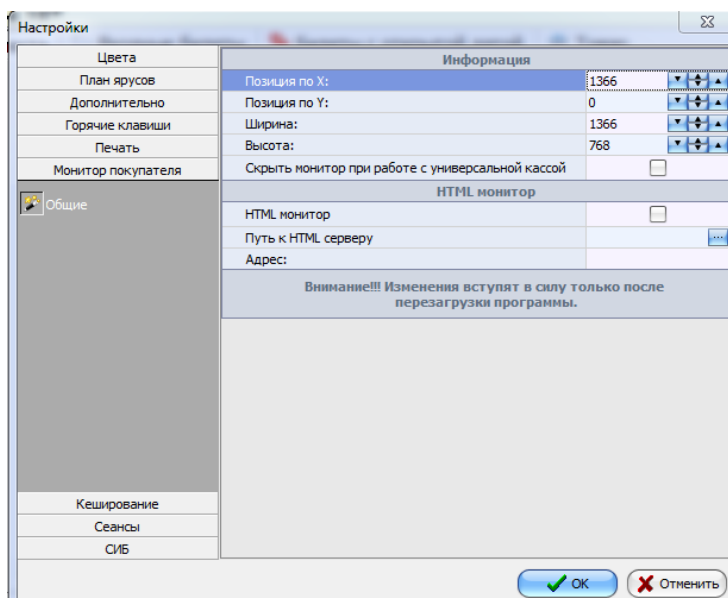 Настройки
Цвета
План ярусов
Дополнительно
Горячие клавиши
Печать
Монитор покупателя
Общие
Кеширование
Сеансы
СИБ
Информация
Позиция по X: 1366
Позиция по Y: 0
Ширина: 1366
Высота: 768
Скрыть монитор при работе с универсальной кассой
HTML монитор
HTML монитор
Путь к HTML серверу ...
Адрес:
Внимание!!! Изменения вступят в силу только после
перезагрузки программы.
OK Отменить